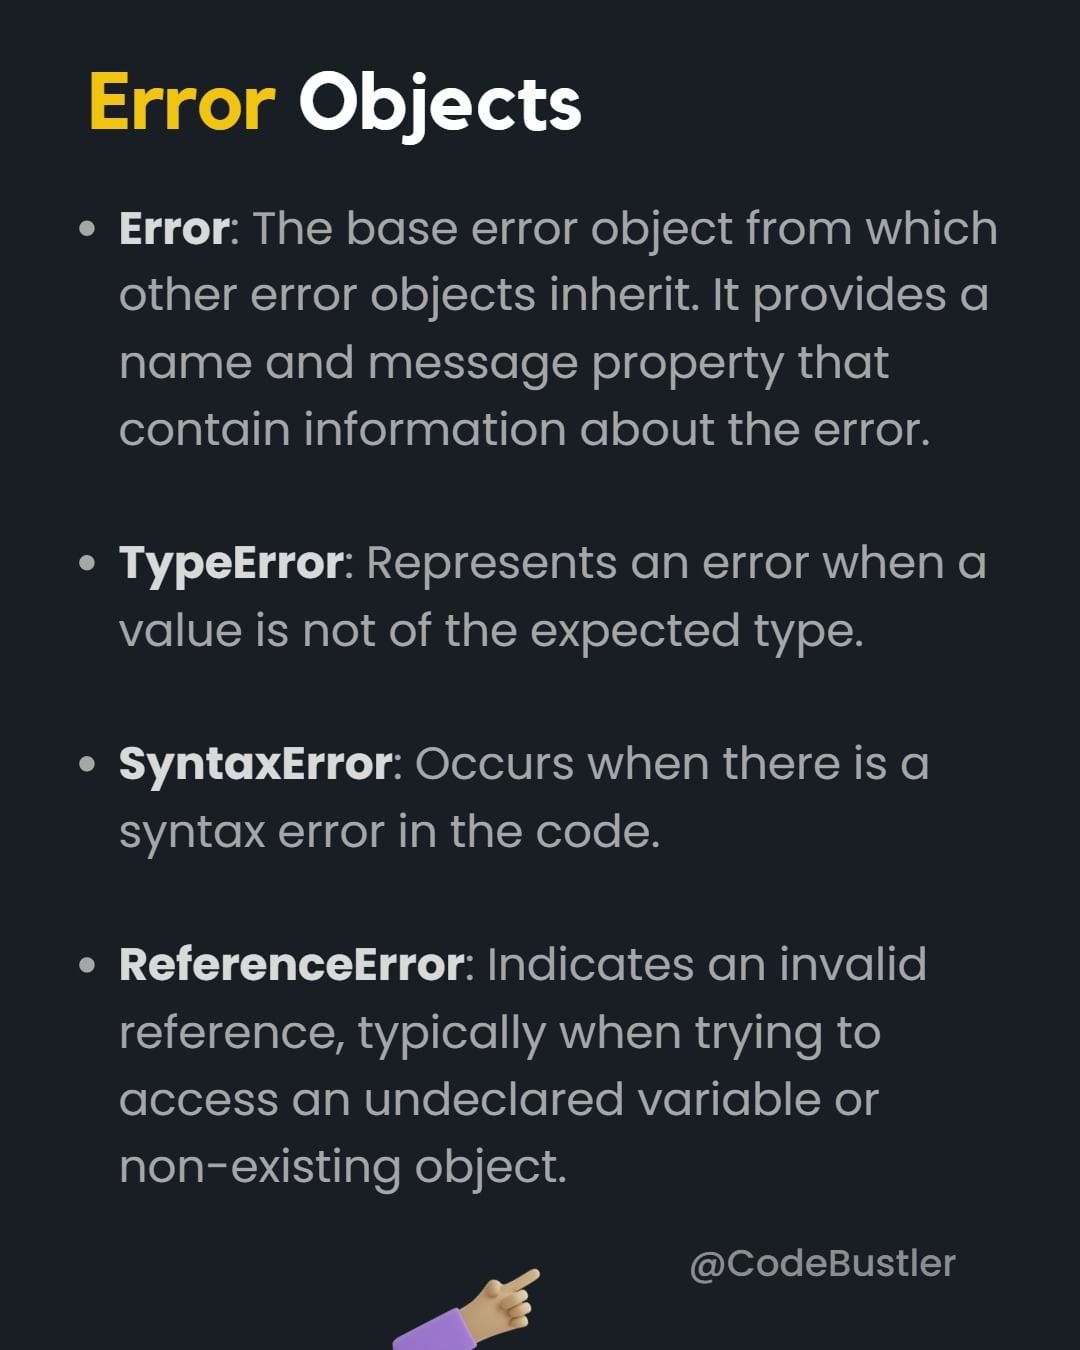 Error Objects
• Error: The base error object from which
other error objects inherit. It provides a
name and message property that
contain information about the error.
• TypeError: Represents an error when a
value is not of the expected type.
• SyntaxError: Occurs when there is a
syntax error in the code.
• ReferenceError: Indicates an invalid
reference, typically when trying to
access an undeclared variable or
non-existing object.
@CodeBustler